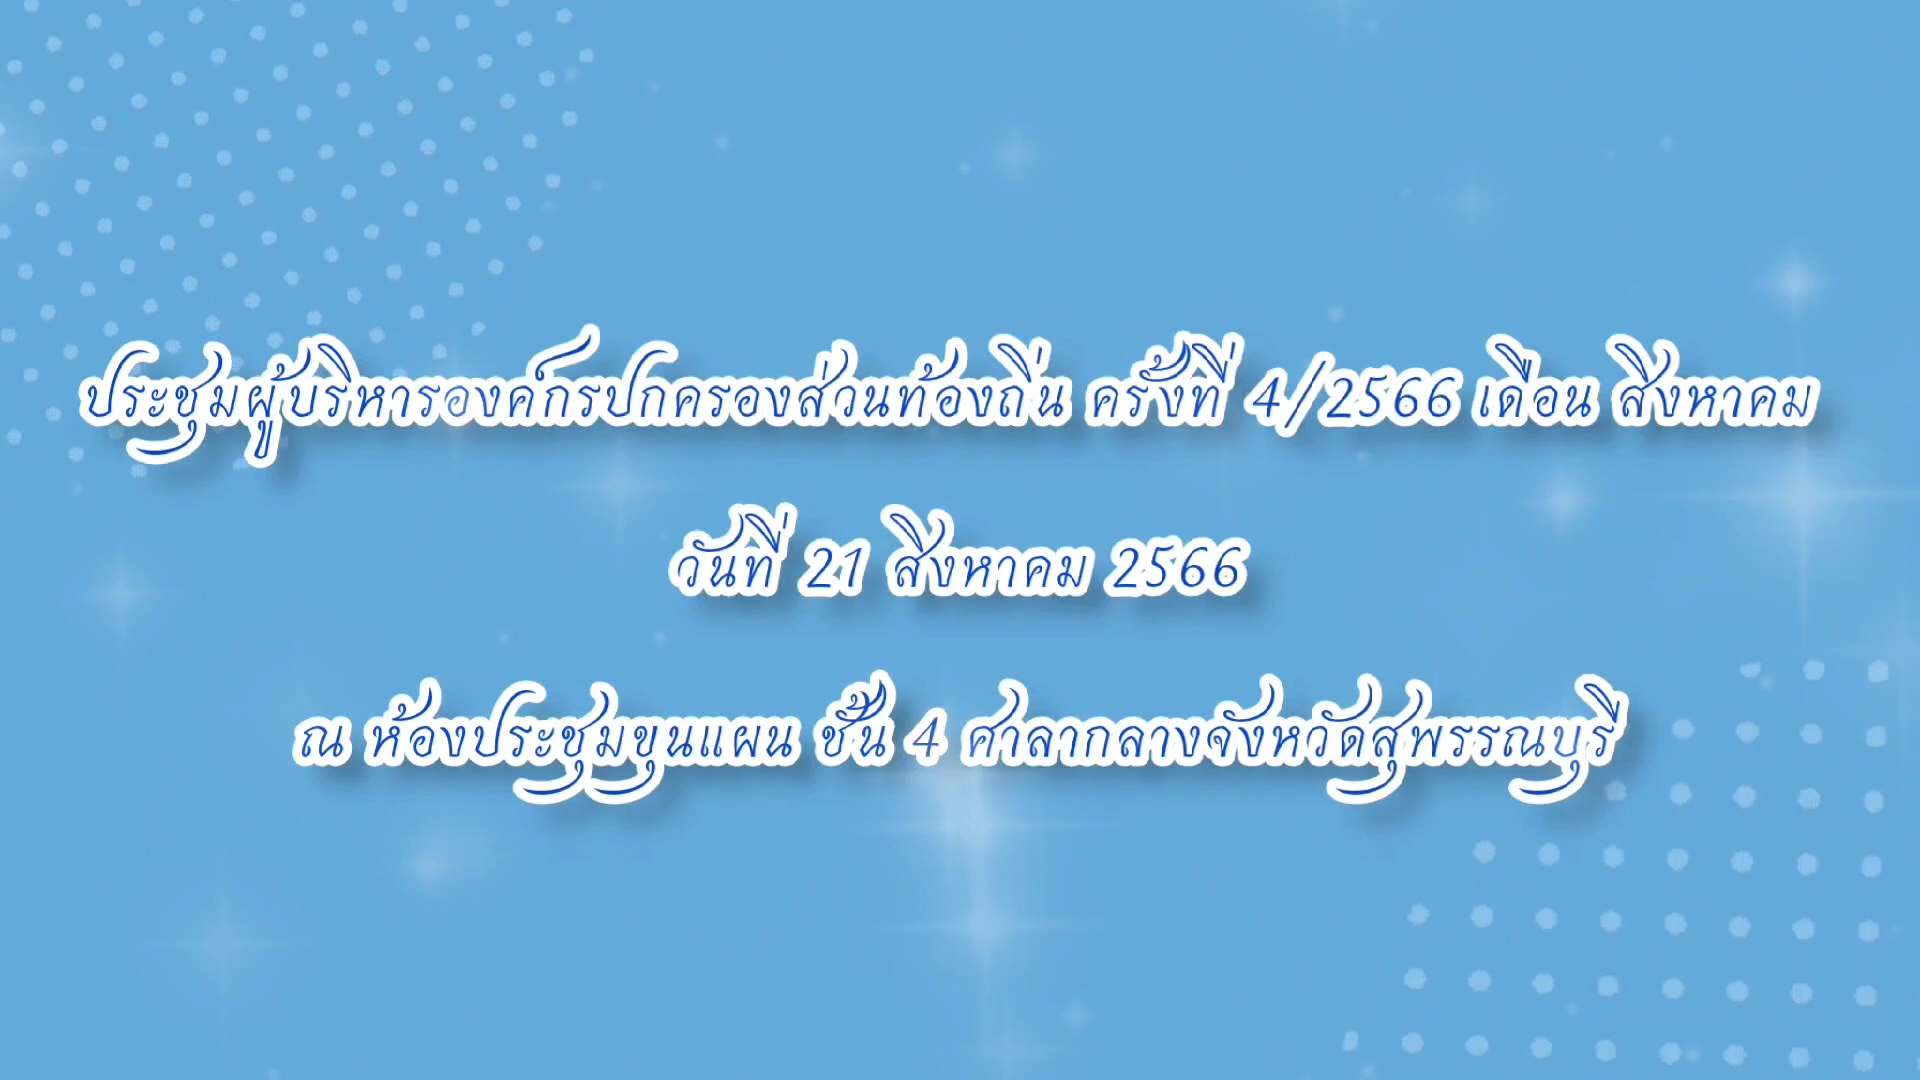 ประชุมผู้บริหารองค์กรปกครองส่วนท้องถิ่น ครั้งที่ 4/2566 เดือน สิงหาคม
วันที่ 21 สิงหาคม 2566
ณ ห้องประชุมขุนแผน ชั้น 4 ศาลากลางจังหวัดสุพรรณบุรี